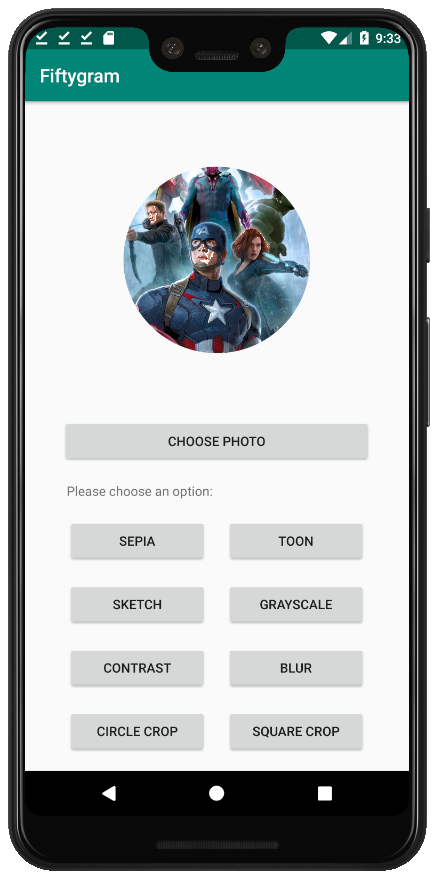 9:33
Fiftygram
CHOOSE PHOTO
Please choose an option:
SEPIA
TOON
SKETCH
GRAYSCALE
CONTRAST
BLUR
CIRCLE CROP
SQUARE CROP